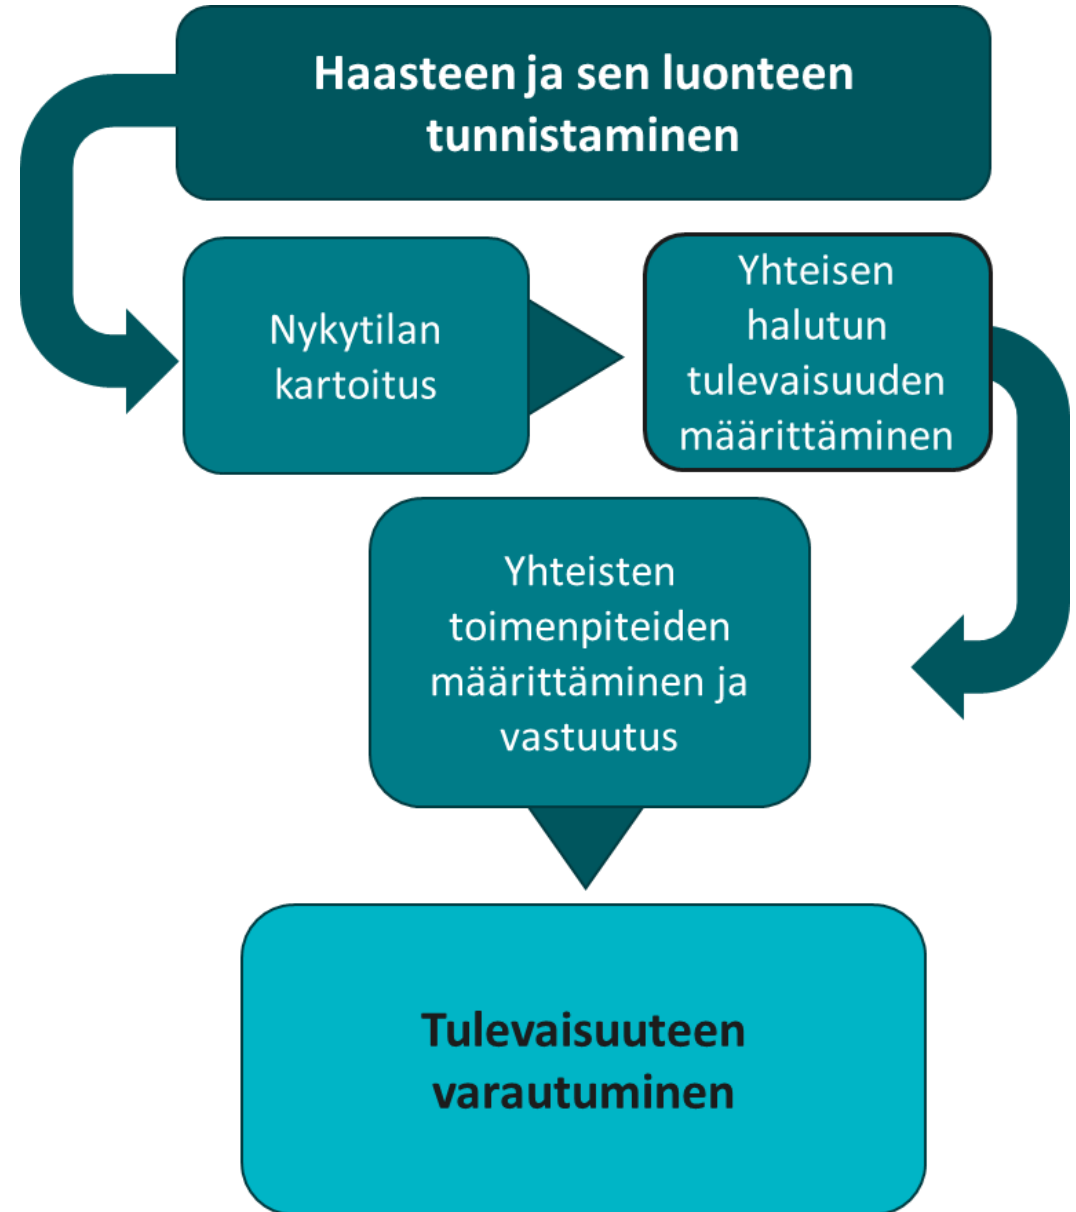 Haasteen ja sen luonteen
tunnistaminen
Nykytilan
kartoitus
Yhteisen
halutun
tulevaisuuden
määrittäminen
Yhteisten
toimenpiteiden
määrittäminen ja
vastuutus
Tulevaisuuteen
varautuminen